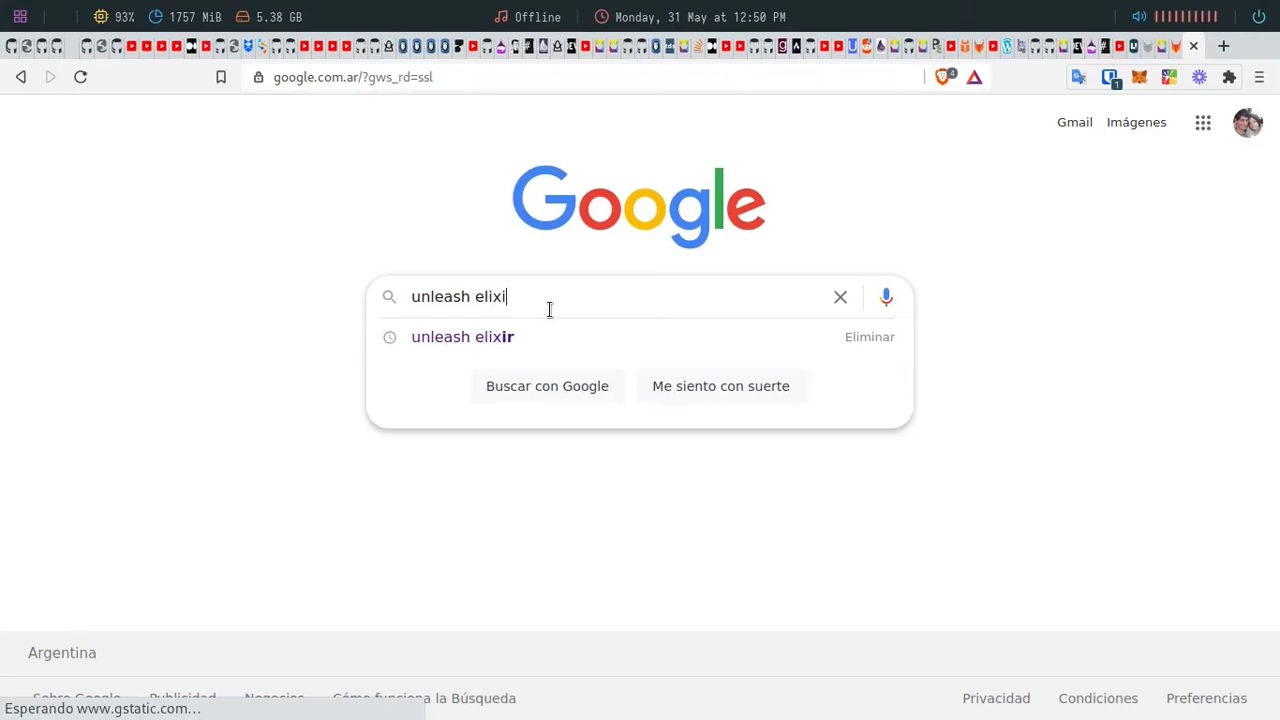 93% 1757 MiB 5.38 GB Offline Monday, 31 May at 12:50 PM
google.com.ar/?gws_rd=ssl 4 1
Gmail Imágenes
Google
unleash elixi
unleash elixir Eliminar
Buscar con Google Me siento con suerte
Argentina
Sobre Google Publicidad Negocios Cómo funciona la Búsqueda Privacidad Condiciones Preferencias
Esperando www.gstatic.com...